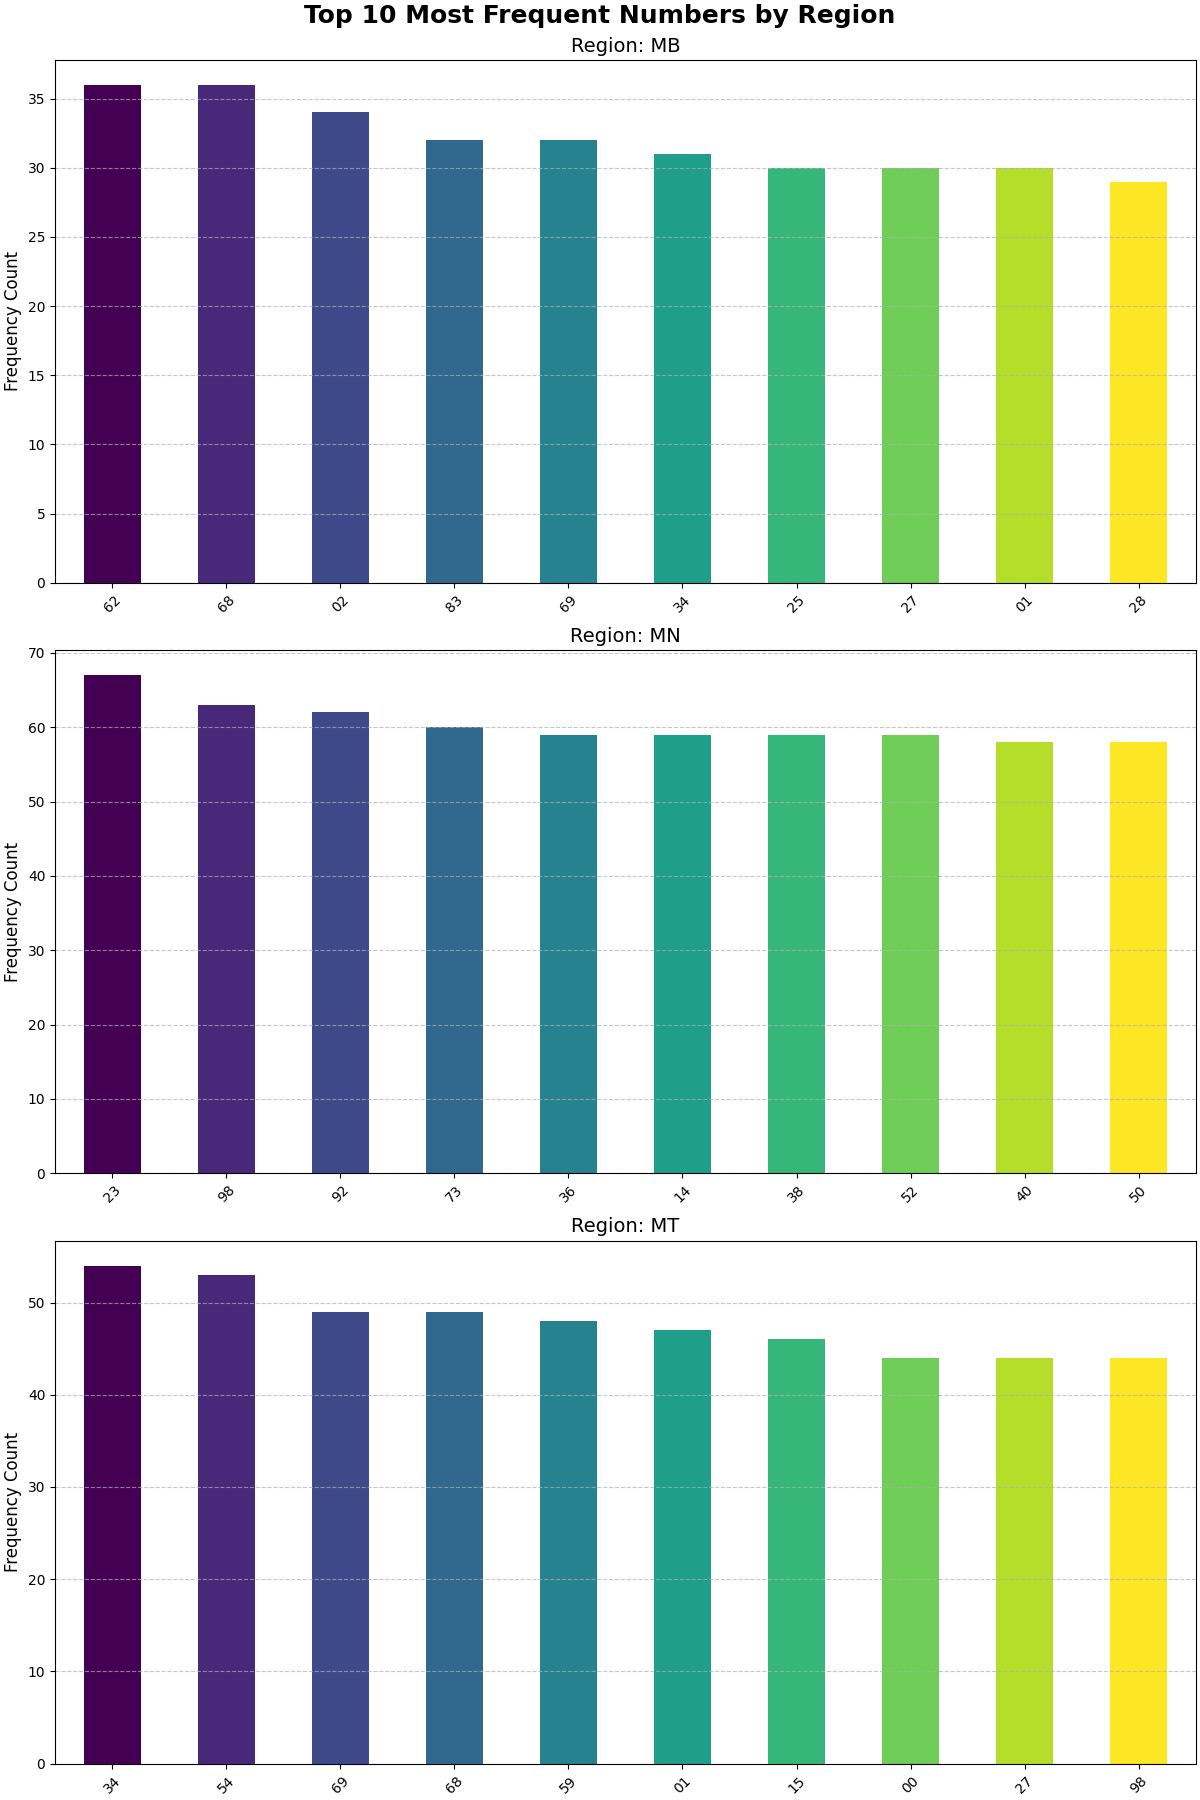 Top 10 Most Frequent Numbers by Region
Region: MB
Frequency Count
35
30
25
20
15
10
5
0
62 68 02 83 69 34 25 27 01 28
Region: MN
Frequency Count
70
60
50
40
30
20
10
0
23 98 92 73 36 14 38 52 40 50
Region: MT
Frequency Count
50
40
30
20
10
0
34 54 69 68 59 01 15 00 27 98